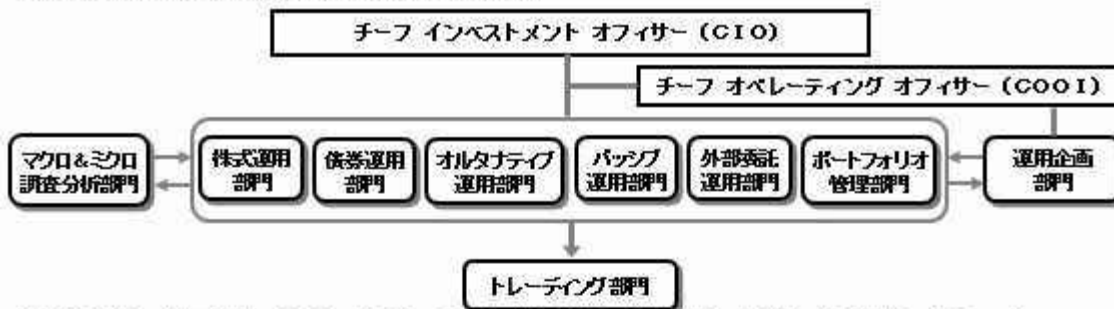 チーフ インベストメント オフィサー (CIO)
チーフ オペレーティング オフィサー (COOI)
マクロ&ミクロ
調査分析部門
株式運用
部門
債券運用
部門
オルタナティブ
運用部門
パッシブ
運用部門
外部委託
運用部門
ポートフォリオ
管理部門
運用企画
部門
トレーディング部門